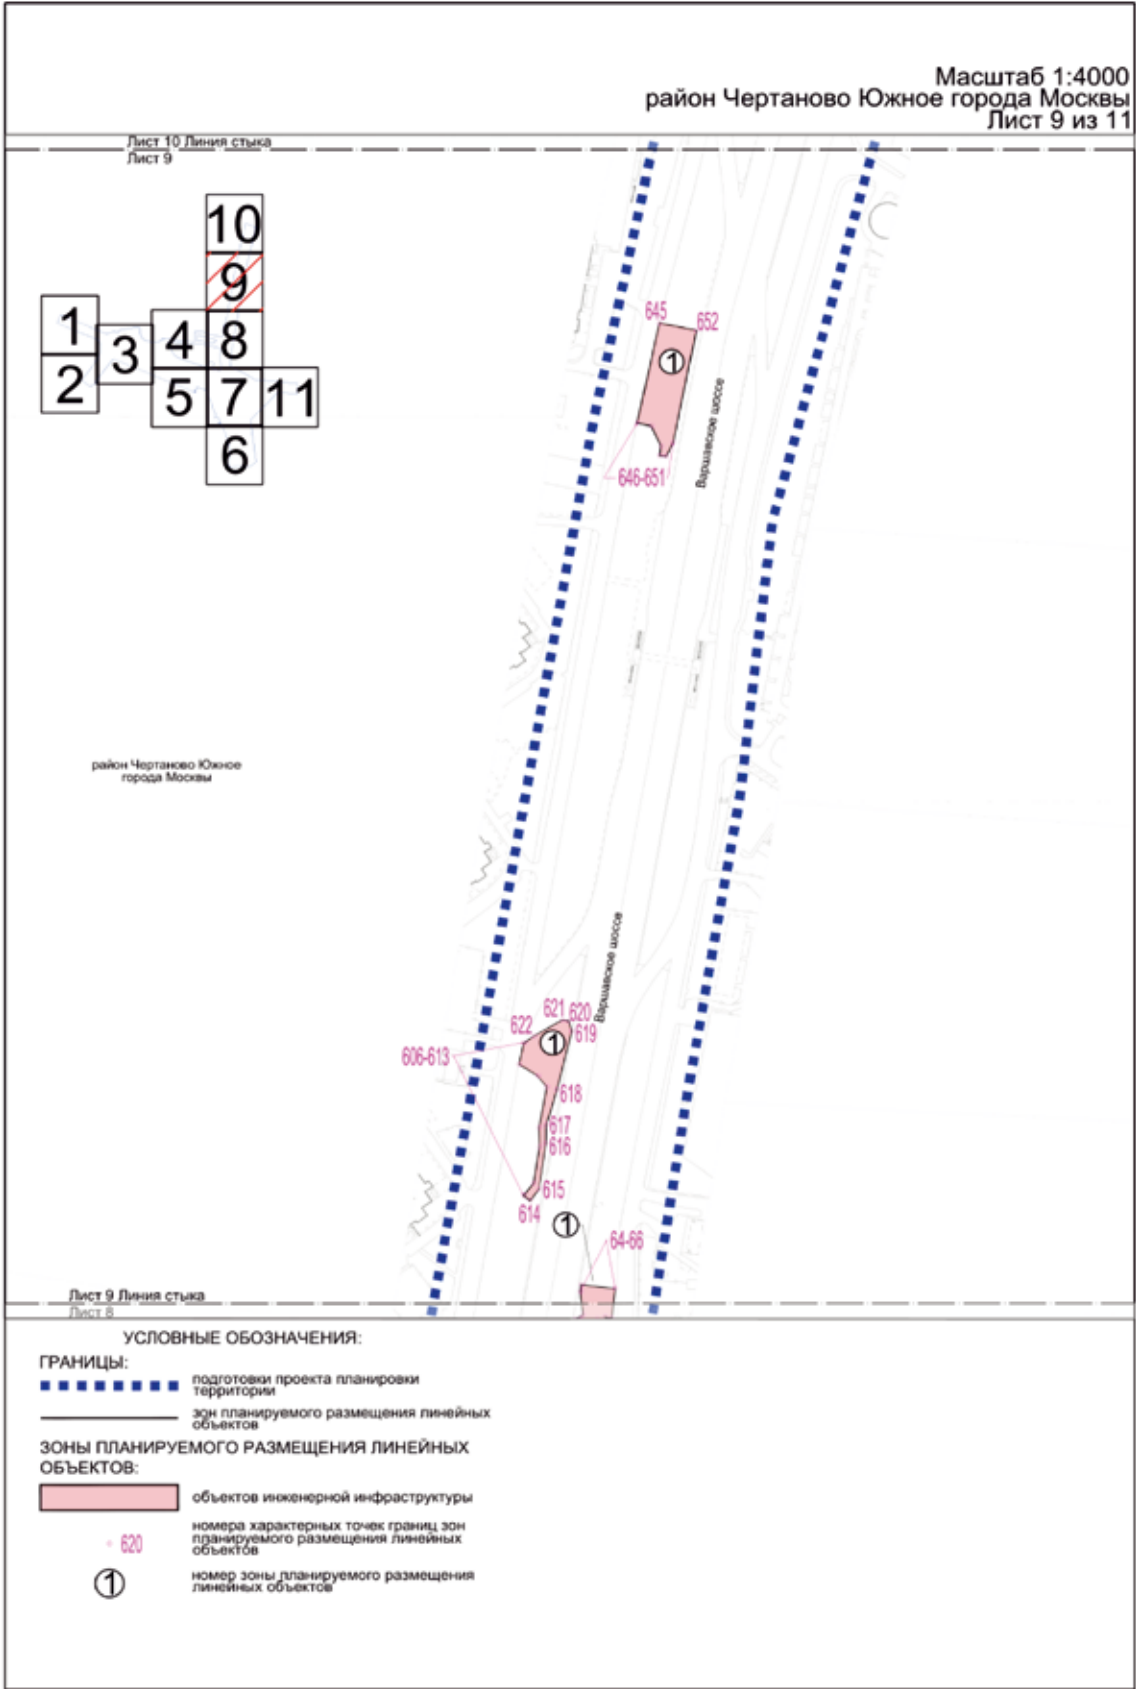 Масштаб 1:4000
район Чертаново Южное города Москвы
Лист 9 из 11
Лист 10 Линия стыка
Лист 9
10
9
1
4
8
3
2
5
7
11
6
645
652
1
Варшавское шоссе
646-651
район Чертаново Южное
города Москвы
Варшавское шоссе
621
620
622
619
1
606-613
618
617
616
615
614
1
64-66
Лист 9 Линия стыка
Лист 8
УСЛОВНЫЕ ОБОЗНАЧЕНИЯ:
ГРАНИЦЫ:
подготовки проекта планировки
территории
зон планируемого размещения линейных
объектов
ЗОНЫ ПЛАНИРУЕМОГО РАЗМЕЩЕНИЯ ЛИНЕЙНЫХ
ОБЪЕКТОВ:
объектов инженерной инфраструктуры
620
номера характерных точек границ зон
планируемого размещения линейных
объектов
1
номер зоны планируемого размещения
линейных объектов